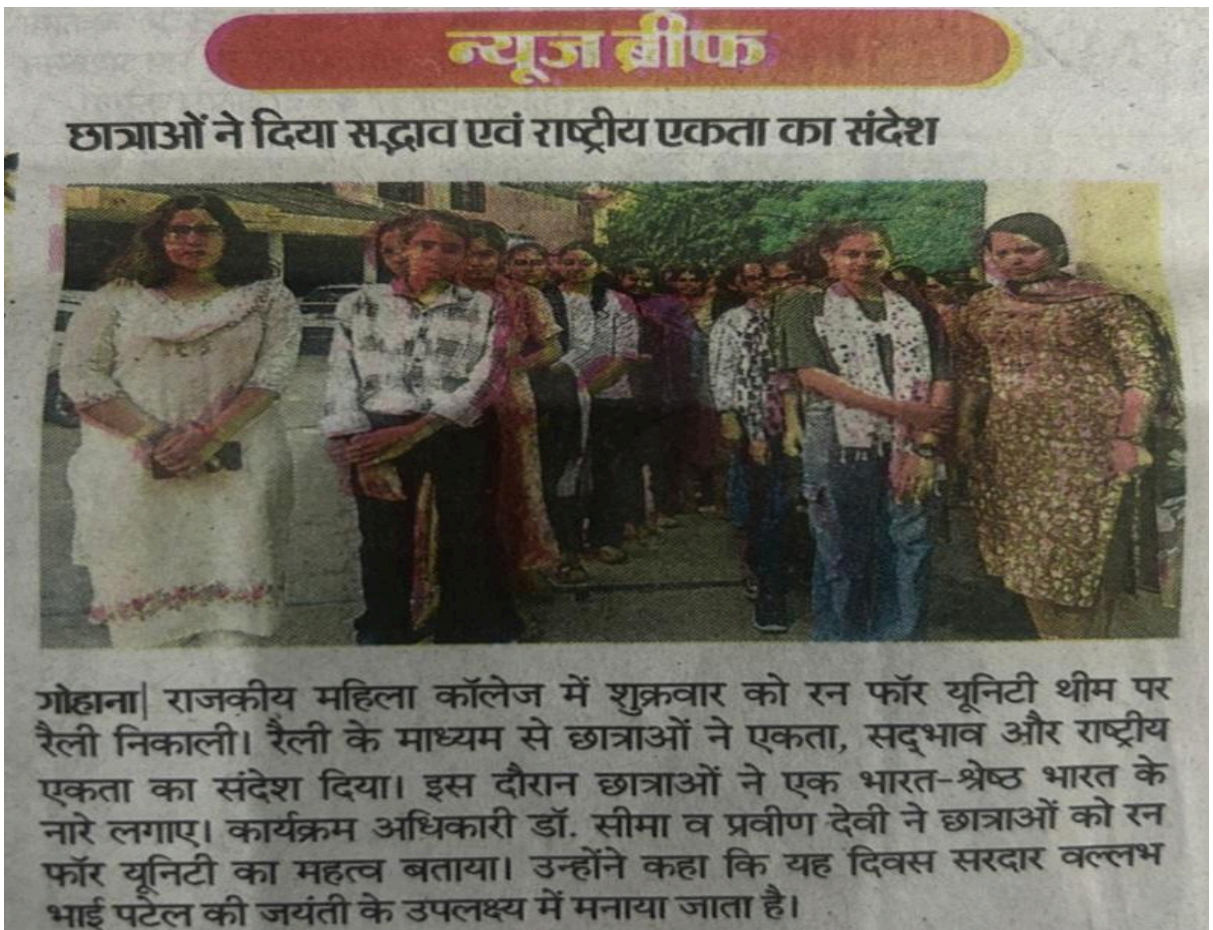 न्यूज ब्रीफ
छात्राओं ने दिया सद्भाव एवं राष्ट्रीय एकता का संदेश
गोहाना| राजकीय महिला कॉलेज में शुक्रवार को रन फॉर यूनिटी थीम पर
रैली निकाली। रैली के माध्यम से छात्राओं ने एकता, सद्‌भाव और राष्ट्रीय
एकता का संदेश दिया। इस दौरान छात्राओं ने एक भारत-श्रेष्ठ भारत के
नारे लगाए। कार्यक्रम अधिकारी डॉ. सीमा व प्रवीण देवी ने छात्राओं को रन
फॉर यूनिटी का महत्व बताया। उन्होंने कहा कि यह दिवस सरदार वल्लभ
भाई पटेल की जयंती के उपलक्ष्य में मनाया जाता है।